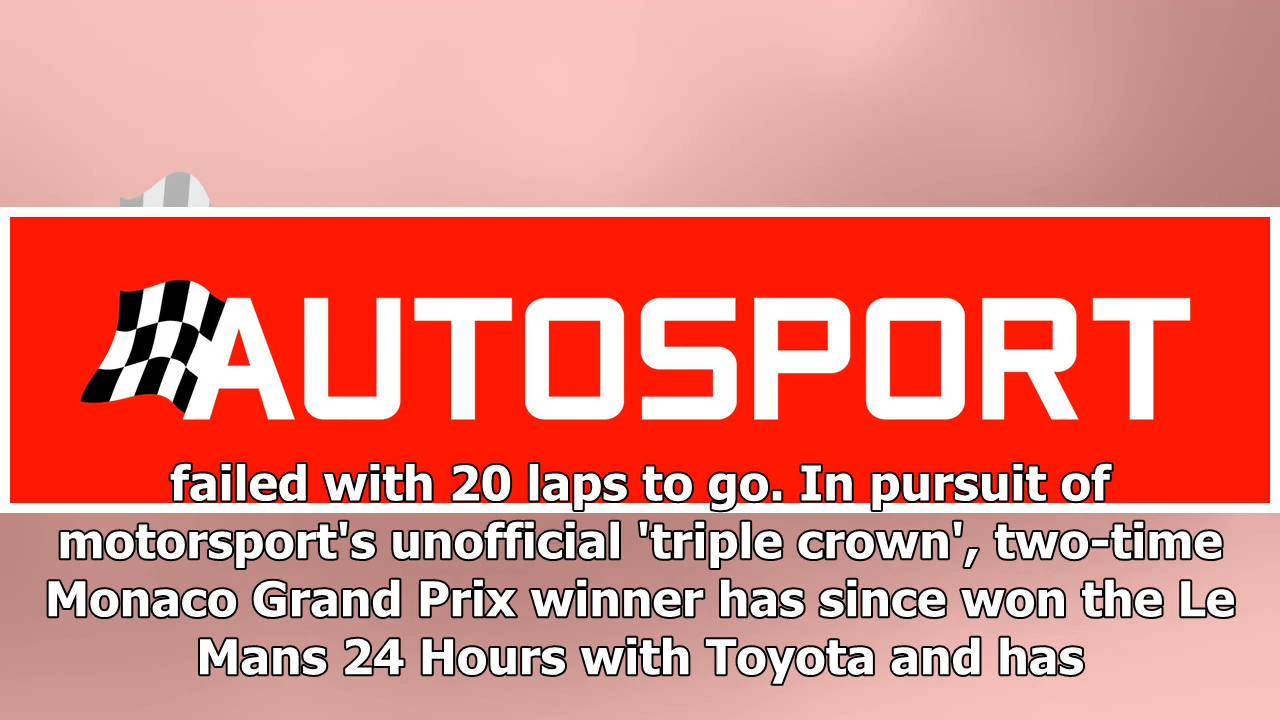 AUTOSPORT
failed with 20 laps to go. In pursuit of
motorsport's unofficial 'triple crown', two-time
Monaco Grand Prix winner has since won the Le
Mans 24 Hours with Toyota and has